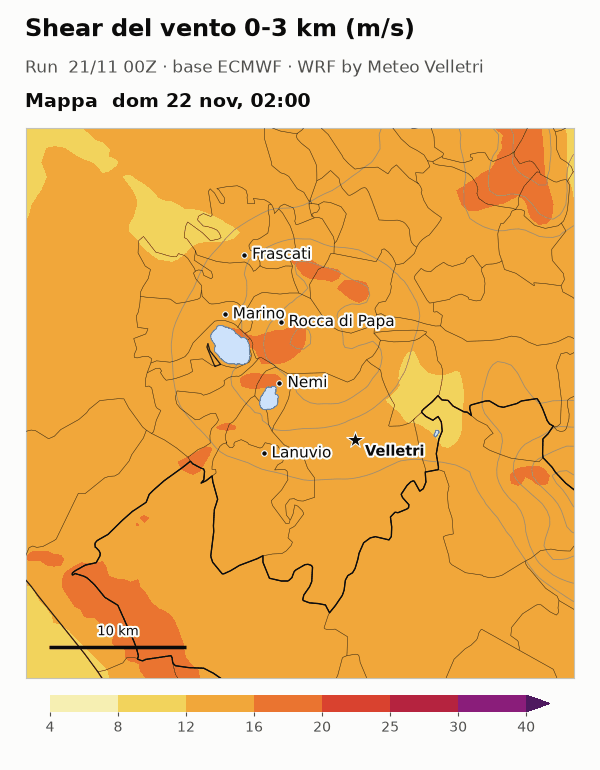 Shear del vento 0-3 km (m/s)
Run  21/11 00Z · base ECMWF · WRF by Meteo Velletri
Mappa  dom 22 nov, 02:00
Frascati
Marino
Rocca di Papa
Nemi
Velletri
Lanuvio
10 km
4 8 12 16 20 25 30 40